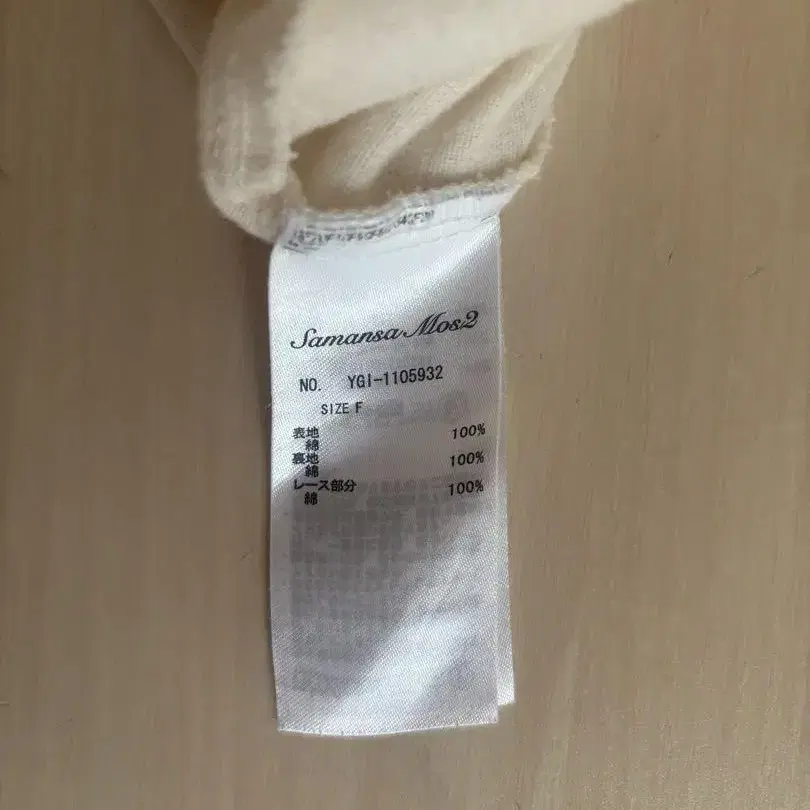 Samansa Mos2
NO. YGI-1105932
SIZE F
表地
綿 100%
裏地
綿 100%
レース部分
綿 100%